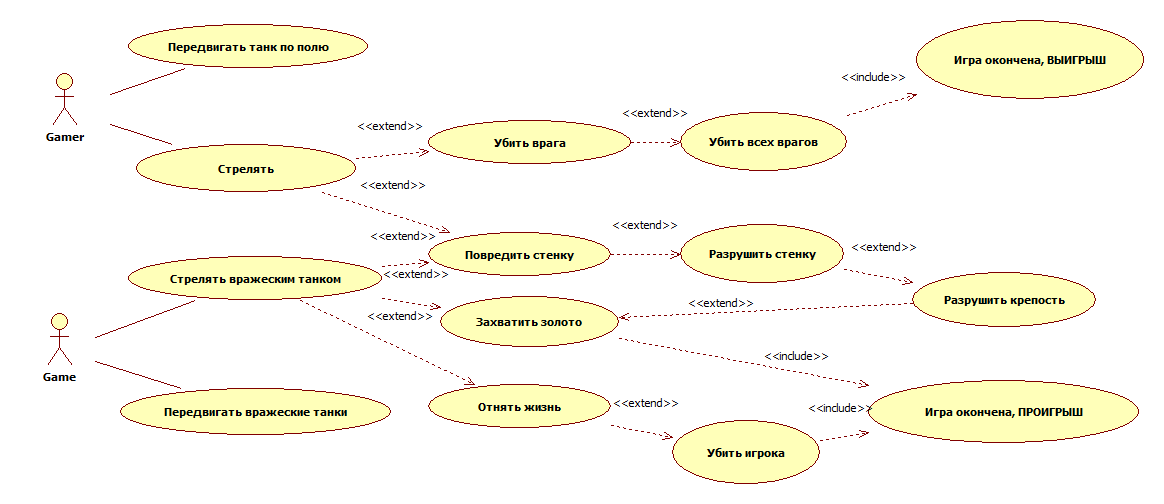 Передвигать танк по полю
Игра окончена, ВЫИГРЫШ
<<include>>
Gamer
<<extend>>
<<extend>>
Убить врага
Убить всех врагов
Стрелять
<<extend>>
<<extend>>
<<extend>>
Повредить стенку
Разрушить стенку
<<extend>>
Стрелять вражеским танком
<<extend>>
Разрушить крепость
<<extend>>
<<extend>>
Захватить золото
<<include>>
Game
Передвигать вражеские танки
Отнять жизнь
<<extend>>
<<include>>
Игра окончена, ПРОИГРЫШ
Убить игрока